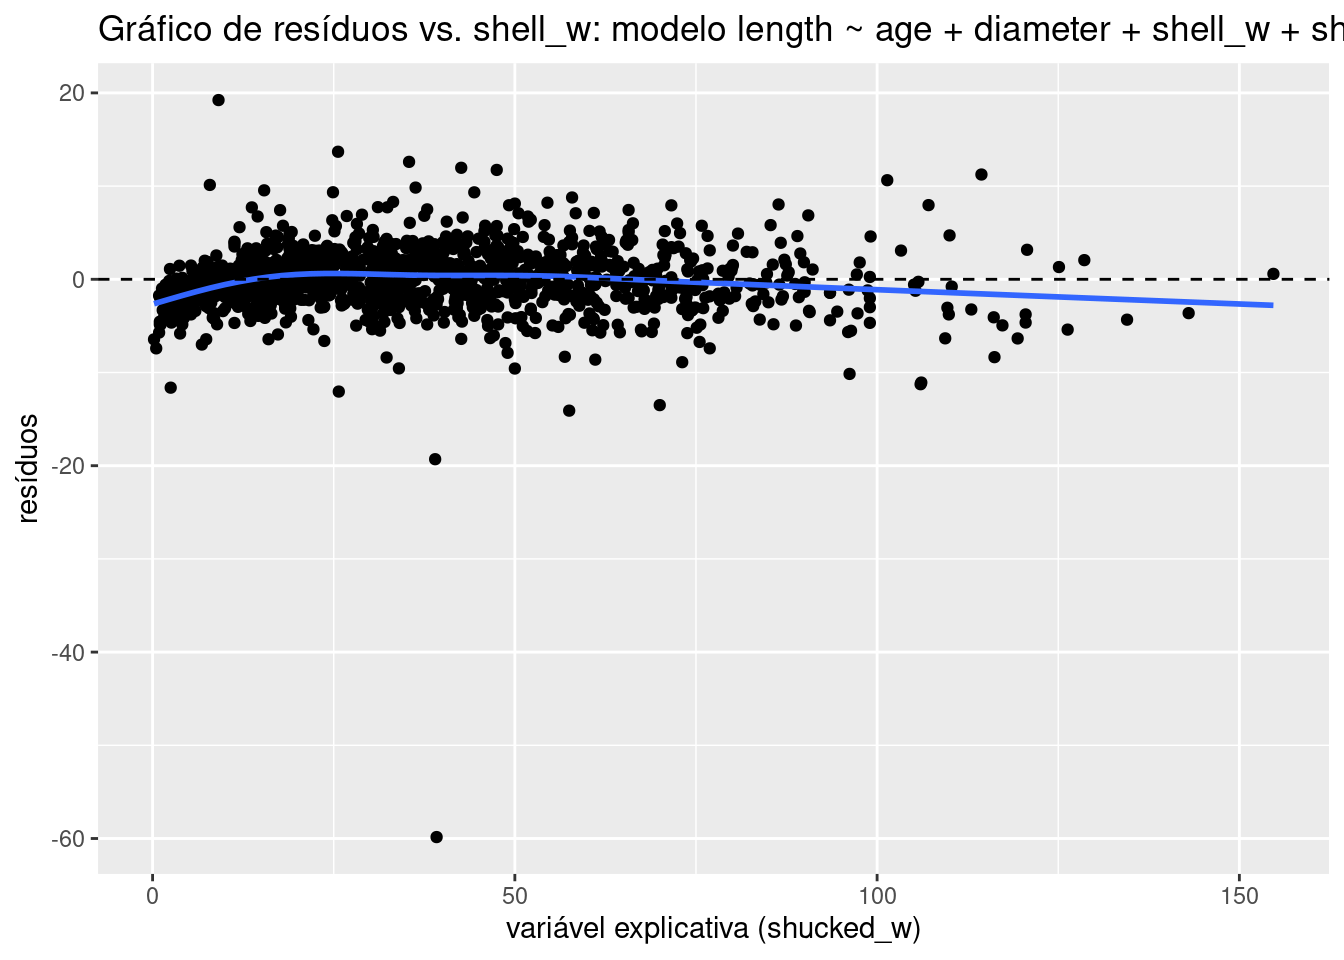 Gráfico de resíduos vs. shell_w: modelo length ~ age + diameter + shell_w + sh
20
0
-20
-40
-60
resíduos
0 50 100 150
variável explicativa (shucked_w)